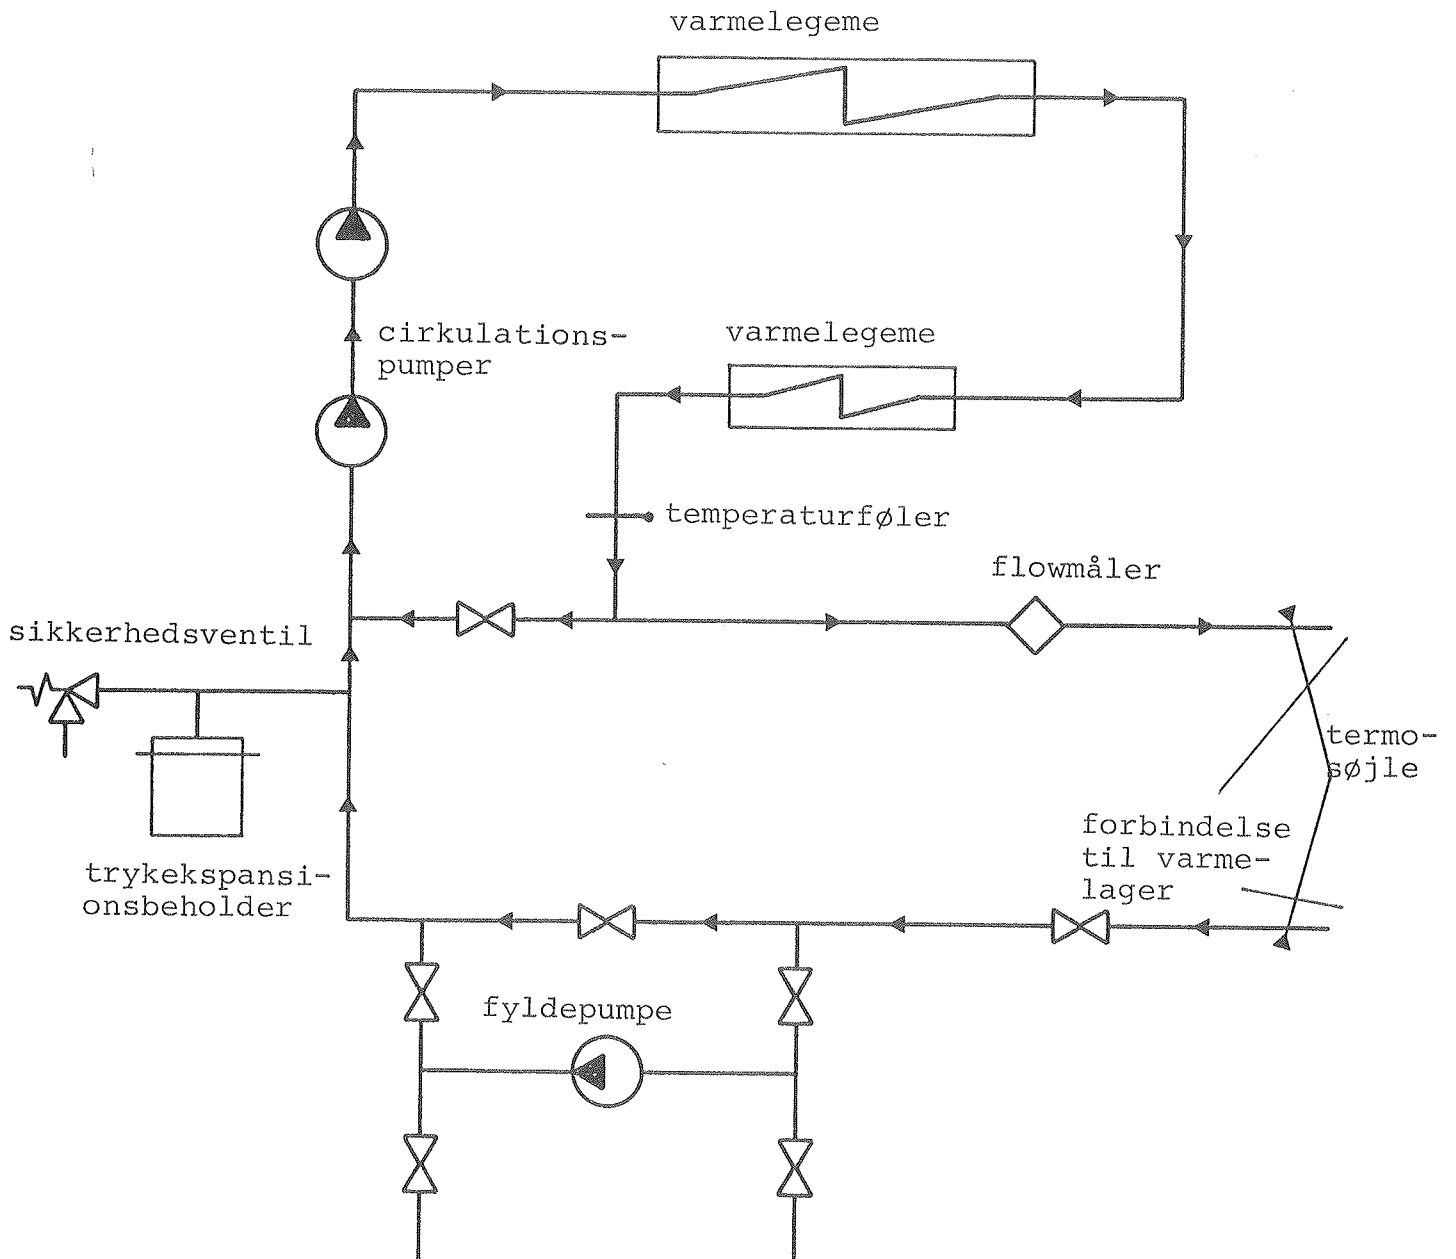 varmelegeme
cirkulations-
pumper
varmelegeme
temperaturføler
flowmåler
sikkerhedsventil
termo-
søjle
forbindelse
til varme-
lager
trykekspansi-
onsbeholder
fyldepumpe